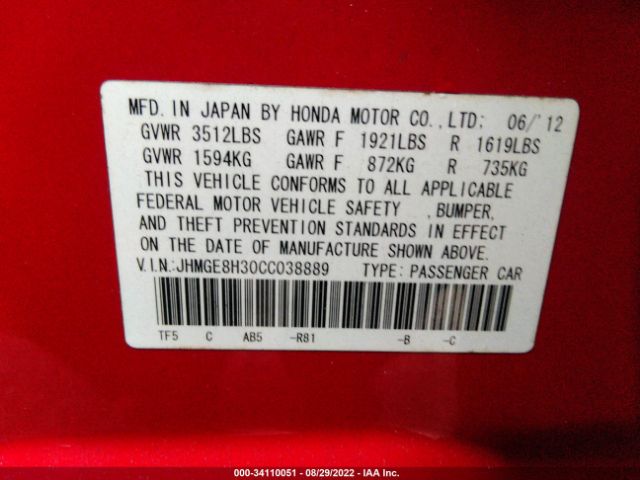 MFD. IN JAPAN BY HONDA MOTOR CO., LTD; 06/'12
GVWR 3512LBS GAWR F 1921LBS R 1619LBS
GVWR 1594KG GAWR F 872KG R 735KG
THIS VEHICLE CONFORMS TO ALL APPLICABLE
FEDERAL MOTOR VEHICLE SAFETY , BUMPER,
AND THEFT PREVENTION STANDARDS IN EFFECT
ON THE DATE OF MANUFACTURE SHOWN ABOVE.
V.I.N.:JHMGE8H30CC038889 TYPE: PASSENGER CAR
TF5 C AB5 -R81 -B -C
000-34110051 - 08/29/2022 - IAA Inc.